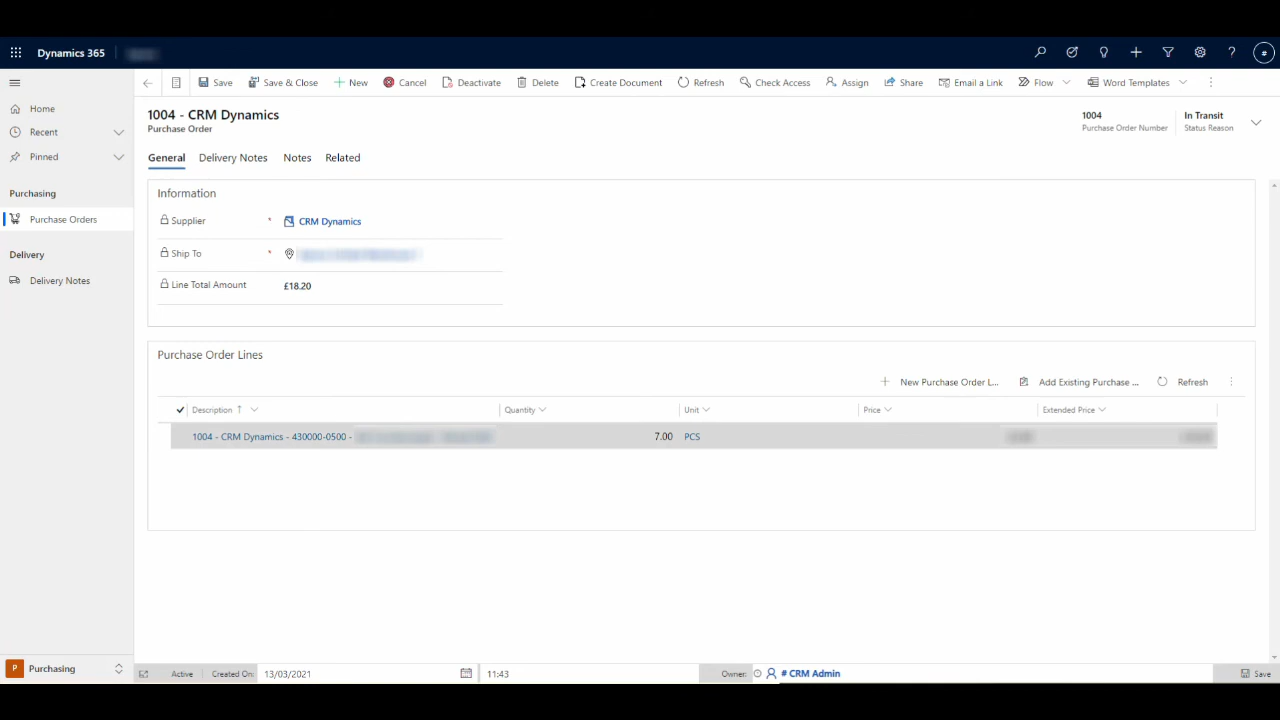 Dynamics 365
Save
Save & Close
New
Cancel
Deactivate
Delete
Create Document
Refresh
Check Access
Assign
Share
Email a Link
Flow
Word Templates
Home
Recent
Pinned
Purchasing
Purchase Orders
Delivery
Delivery Notes
1004 - CRM Dynamics
Purchase Order
1004
Purchase Order Number
In Transit
Status Reason
General
Delivery Notes
Notes
Related
Information
Supplier * CRM Dynamics
Ship To *
Line Total Amount £18.20
Purchase Order Lines
New Purchase Order L...
Add Existing Purchase ...
Refresh
Description Quantity Unit Price Extended Price
1004 - CRM Dynamics - 430000-0500 - 7.00 PCS
P Purchasing
Active Created On: 13/03/2021 11:43 Owner: # CRM Admin Save